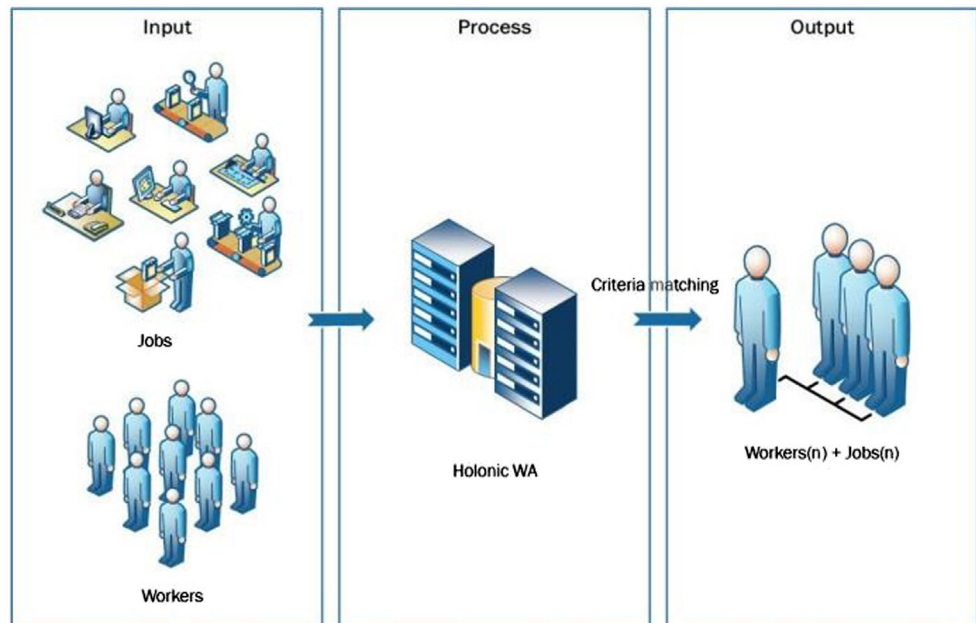 Input
Process
Output
Jobs
Workers
Holonic WA
Criteria matching
Workers(n) + Jobs(n)